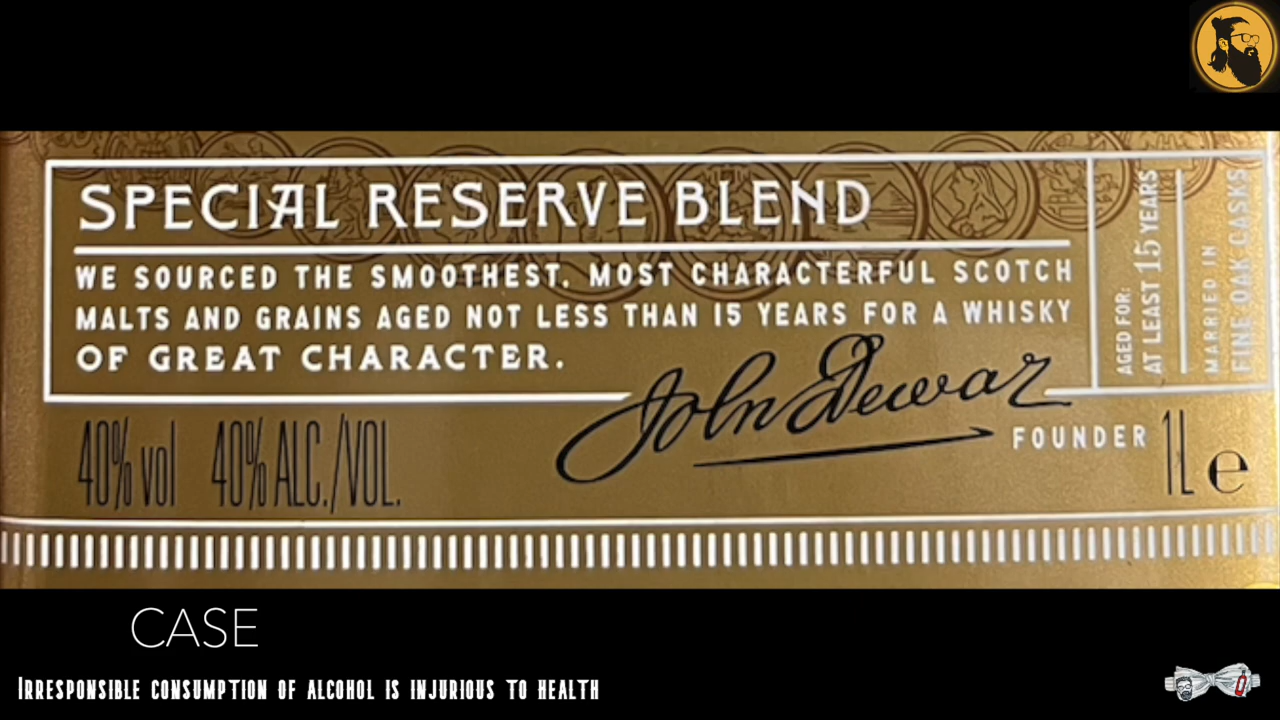 SPECIAL RESERVE BLEND
WE SOURCED THE SMOOTHEST. MOST CHARACTERFUL SCOTCH
MALTS AND GRAINS AGED NOT LESS THAN 15 YEARS FOR A WHISKY
OF GREAT CHARACTER.
AGED FOR:
AT LEAST 15 YEARS
MARRIED IN
FINE OAK CASKS
John Dewar
FOUNDER
40% vol 40% ALC./VOL.
1L e
CASE
Irresponsible consumption of alcohol is injurious to health